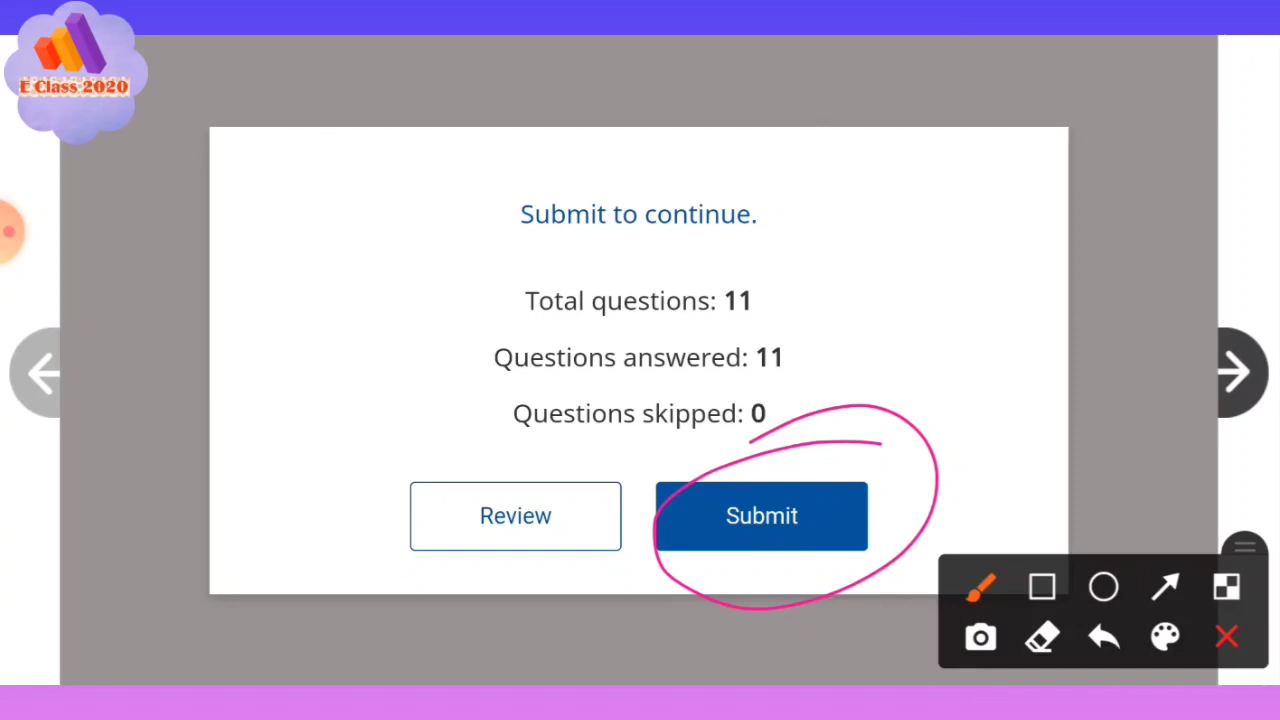 E Class 2020
Submit to continue.
Total questions: 11
Questions answered: 11
Questions skipped: 0
Review
Submit